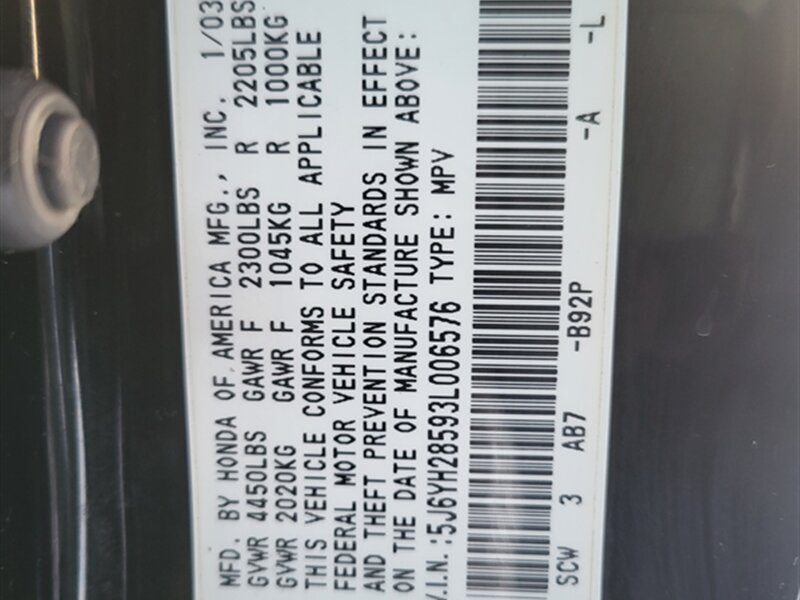 MFD. BY HONDA OF AMERICA MFG., INC. 1/03
GVWR 4450LBS GAWR F 2300LBS R 2205LBS
GVWR 2020KG GAWR F 1045KG R 1000KG
THIS VEHICLE CONFORMS TO ALL APPLICABLE
FEDERAL MOTOR VEHICLE SAFETY
AND THEFT PREVENTION STANDARDS IN EFFECT
ON THE DATE OF MANUFACTURE SHOWN ABOVE:
V.I.N.:5J6YH28593L006576 TYPE: MPV
SCW 3 AB7 -B92P -A -L